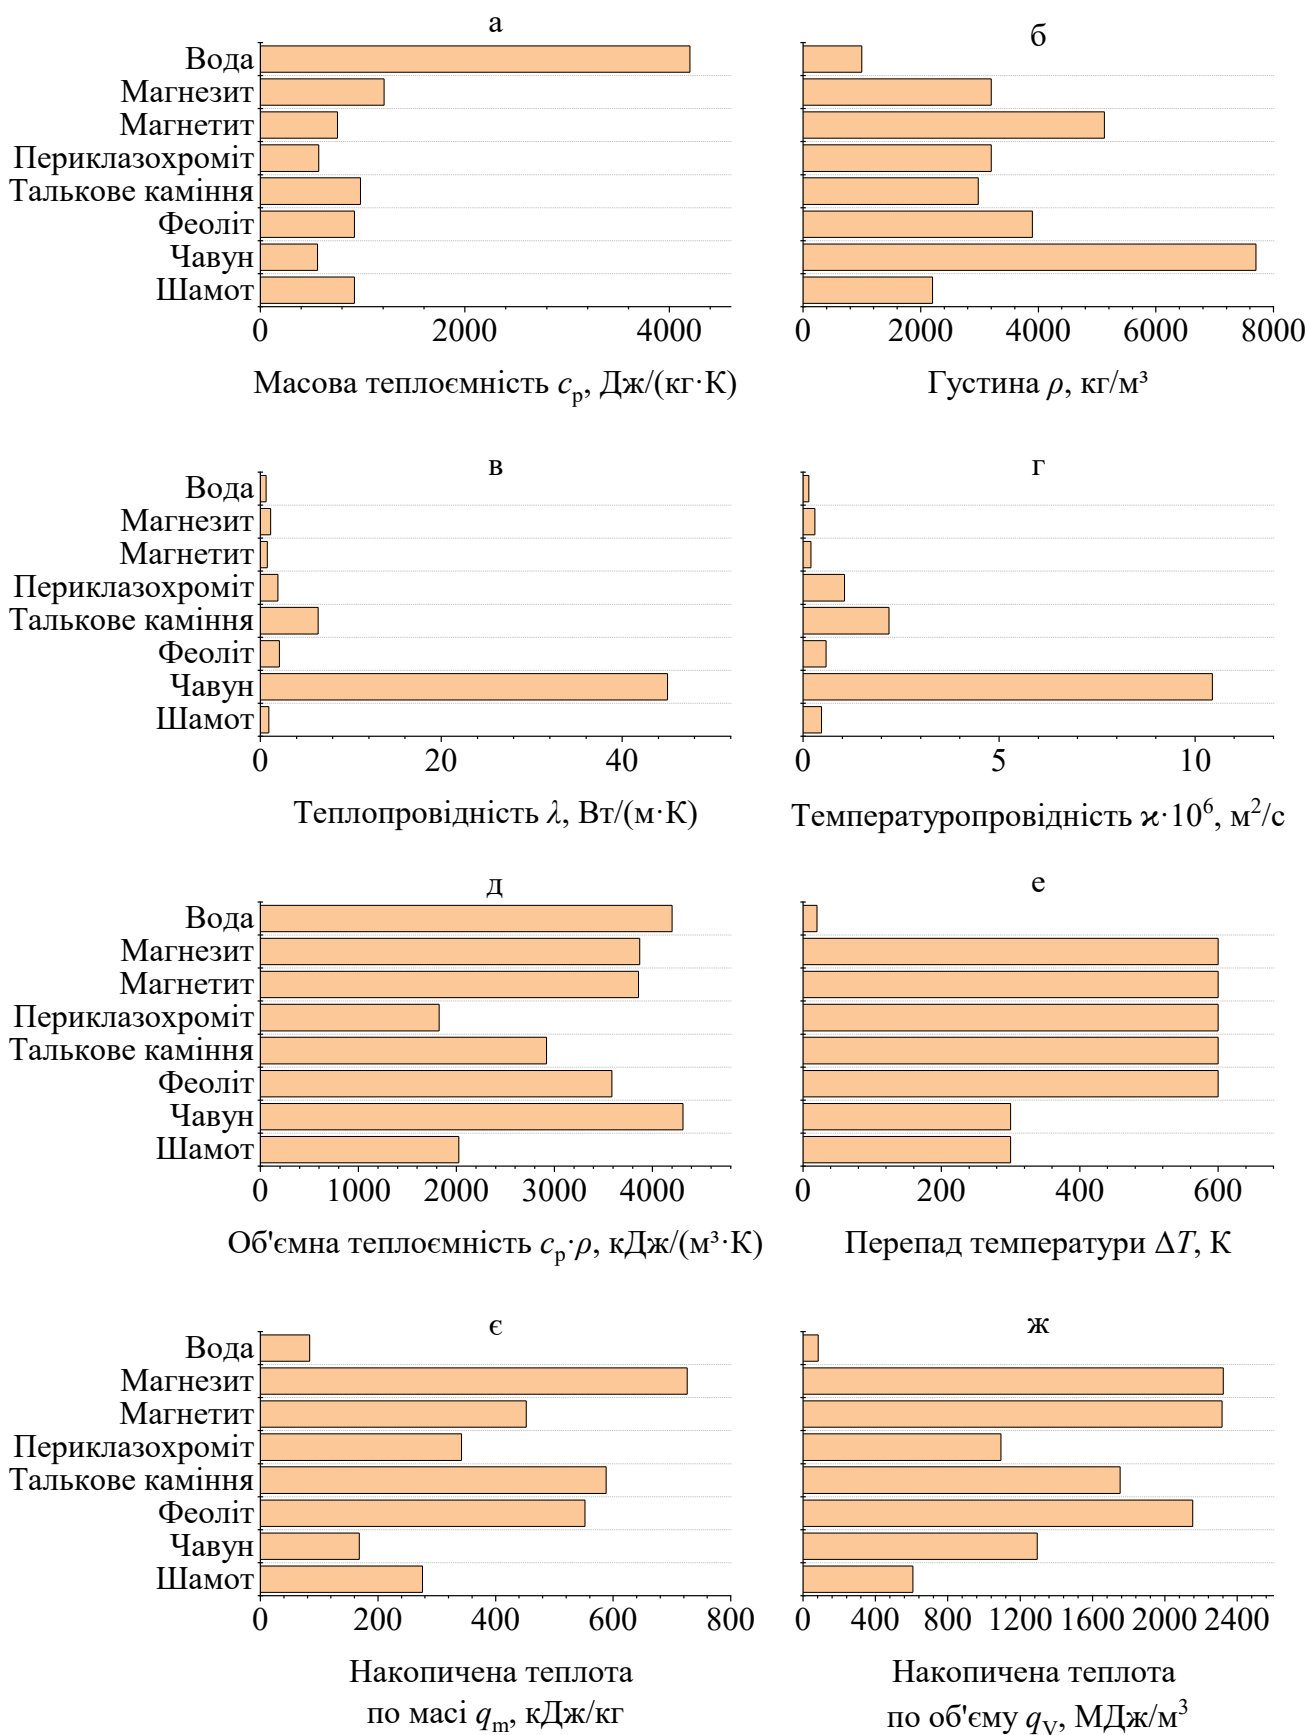 а
Вода
Магнезит
Магнетит
Периклазохроміт
Талькове каміння
Феоліт
Чавун
Шамот
0 2000 4000
Масова теплоємність cₚ, Дж/(кг·К)
б
0 2000 4000 6000 8000
Густина ρ, кг/м³
в
Вода
Магнезит
Магнетит
Периклазохроміт
Талькове каміння
Феоліт
Чавун
Шамот
0 20 40
Теплопровідність λ, Вт/(м·К)
г
0 5 10
Температуропровідність ϰ·10⁶, м²/с
д
Вода
Магнезит
Магнетит
Периклазохроміт
Талькове каміння
Феоліт
Чавун
Шамот
0 1000 2000 3000 4000
Об'ємна теплоємність cₚ·ρ, кДж/(м³·К)
е
0 200 400 600
Перепад температури ΔT, К
є
Вода
Магнезит
Магнетит
Периклазохроміт
Талькове каміння
Феоліт
Чавун
Шамот
0 200 400 600 800
Накопичена теплота
по масі qₘ, кДж/кг
ж
0 400 800 1200 1600 2000 2400
Накопичена теплота
по об'єму q_V, МДж/м³